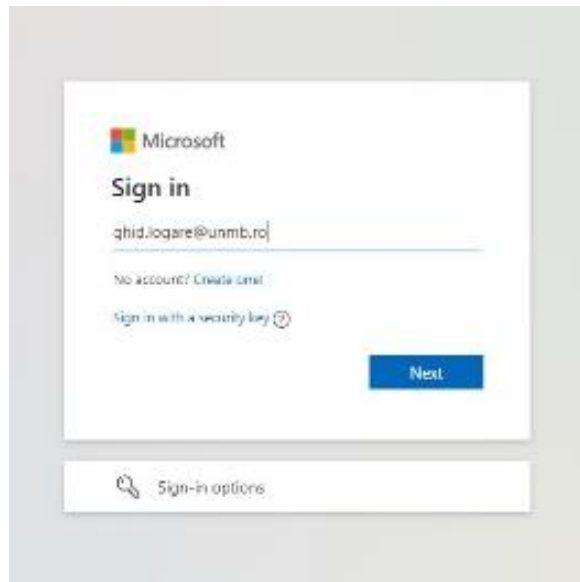 Microsoft
Sign in
ghid.logare@unmb.ro
No account? Create one!
Sign in with a security key
Next
Sign-in options